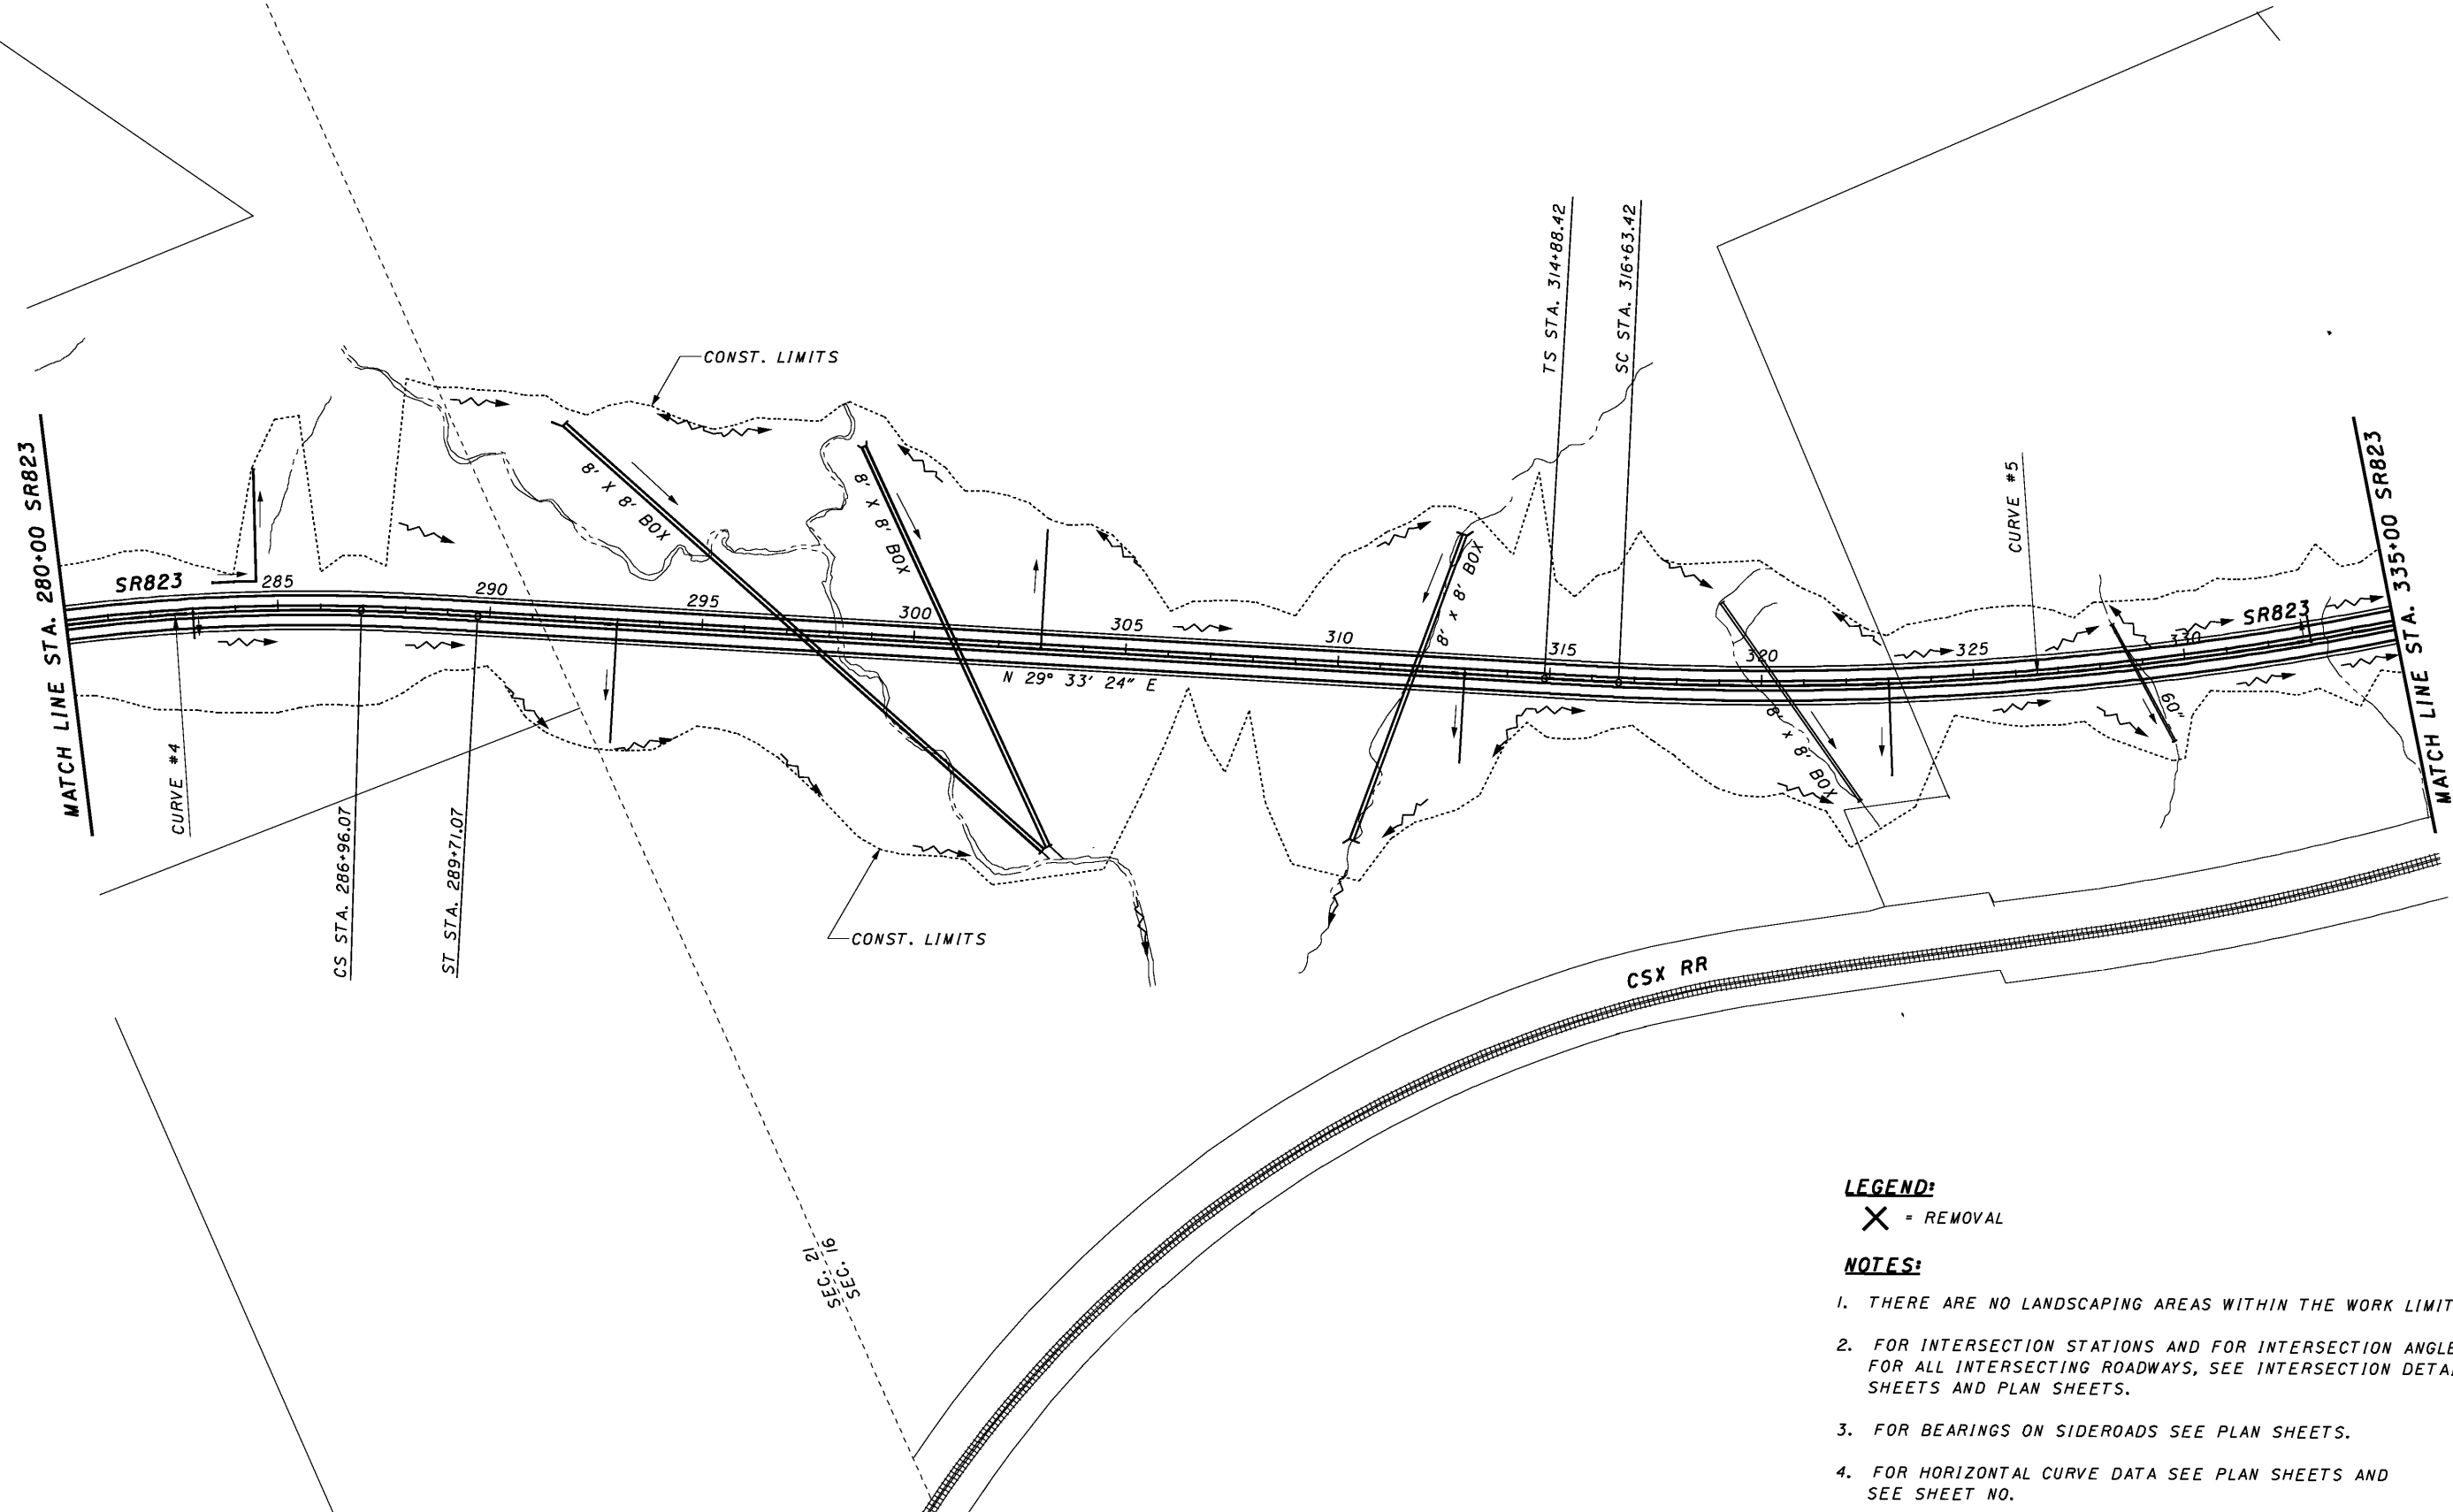 TS STA. 314+88.42
SC STA. 316+63.42
CONST. LIMITS
MATCH LINE STA. 280+00 SR823
MATCH LINE STA. 335+00 SR823
CURVE #5
8' X 8' BOX
8' X 8' BOX
8' x 8' BOX
SR823
285
290
295
300
305
310
315
320
325
330
SR823
N 29° 33' 24" E
60"
8' x 8' BOX
CURVE #4
CS STA. 286+96.07
ST STA. 289+71.07
CONST. LIMITS
CSX RR
SEC. 21
SEC. 16
LEGEND:
X = REMOVAL
NOTES:
1. THERE ARE NO LANDSCAPING AREAS WITHIN THE WORK LIMIT
2. FOR INTERSECTION STATIONS AND FOR INTERSECTION ANGLE
FOR ALL INTERSECTING ROADWAYS, SEE INTERSECTION DETA
SHEETS AND PLAN SHEETS.
3. FOR BEARINGS ON SIDEROADS SEE PLAN SHEETS.
4. FOR HORIZONTAL CURVE DATA SEE PLAN SHEETS AND
SEE SHEET NO.